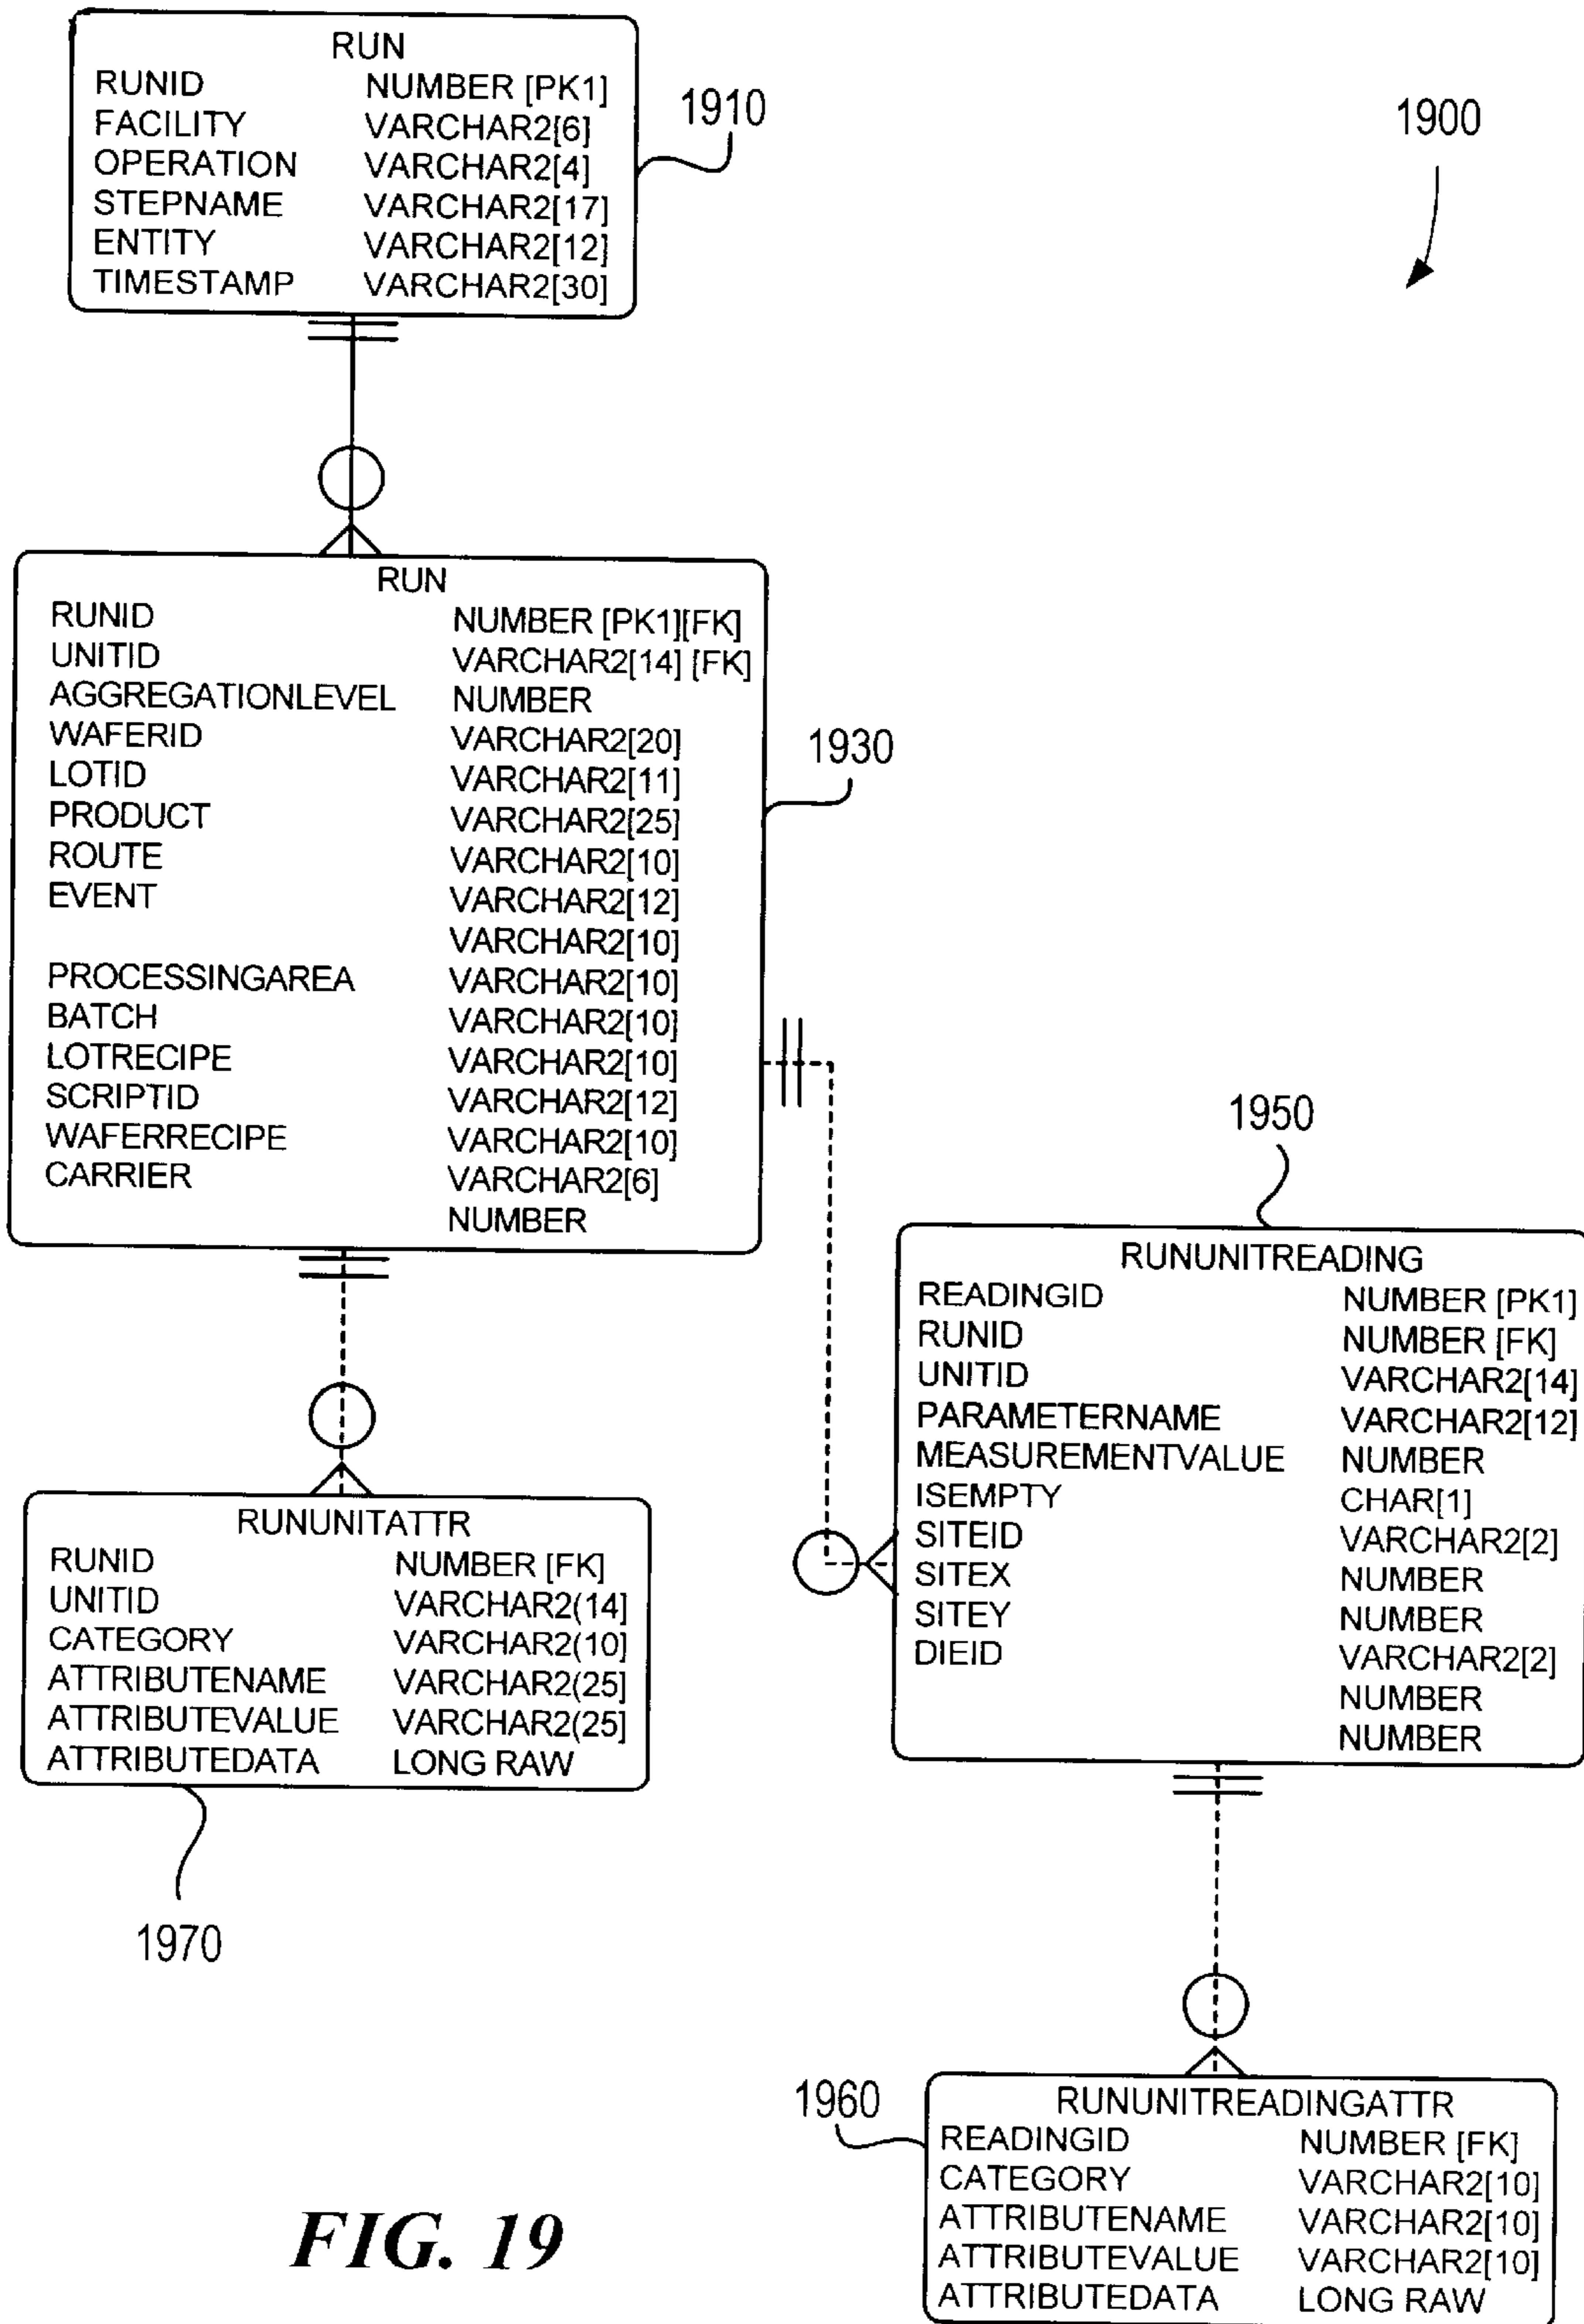 RUN
RUNID NUMBER [PK1]
FACILITY VARCHAR2[6]
OPERATION VARCHAR2[4]
STEPNAME VARCHAR2[17]
ENTITY VARCHAR2[12]
TIMESTAMP VARCHAR2[30]
1910
1900
RUN
RUNID NUMBER [PK1][FK]
UNITID VARCHAR2[14] [FK]
AGGREGATIONLEVEL NUMBER
WAFERID VARCHAR2[20]
LOTID VARCHAR2[11]
PRODUCT VARCHAR2[25]
ROUTE VARCHAR2[10]
EVENT VARCHAR2[12]
VARCHAR2[10]
PROCESSINGAREA VARCHAR2[10]
BATCH VARCHAR2[10]
LOTRECIPE VARCHAR2[10]
SCRIPTID VARCHAR2[12]
WAFERRECIPE VARCHAR2[10]
CARRIER VARCHAR2[6]
NUMBER
1930
1950
RUNUNITREADING
READINGID NUMBER [PK1]
RUNID NUMBER [FK]
UNITID VARCHAR2[14]
PARAMETERNAME VARCHAR2[12]
MEASUREMENTVALUE NUMBER
ISEMPTY CHAR[1]
SITEID VARCHAR2[2]
SITEX NUMBER
SITEY NUMBER
DIEID VARCHAR2[2]
NUMBER
NUMBER
RUNUNITATTR
RUNID NUMBER [FK]
UNITID VARCHAR2(14]
CATEGORY VARCHAR2(10]
ATTRIBUTENAME VARCHAR2(25]
ATTRIBUTEVALUE VARCHAR2(25]
ATTRIBUTEDATA LONG RAW
1970
1960
RUNUNITREADINGATTR
READINGID NUMBER [FK]
CATEGORY VARCHAR2[10]
ATTRIBUTENAME VARCHAR2[10]
ATTRIBUTEVALUE VARCHAR2[10]
ATTRIBUTEDATA LONG RAW
FIG. 19